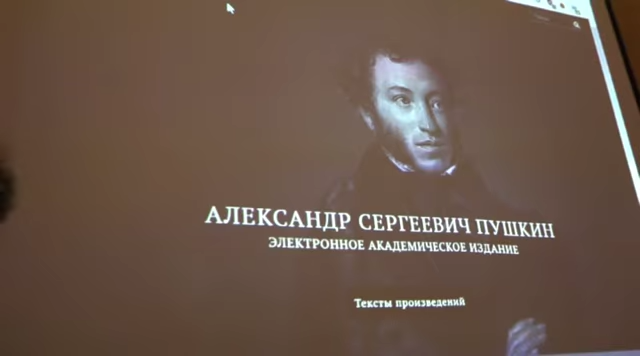 АЛЕКСАНДР СЕРГЕЕВИЧ ПУШКИН
ЭЛЕКТРОННОЕ АКАДЕМИЧЕСКОЕ ИЗДАНИЕ
Тексты произведений